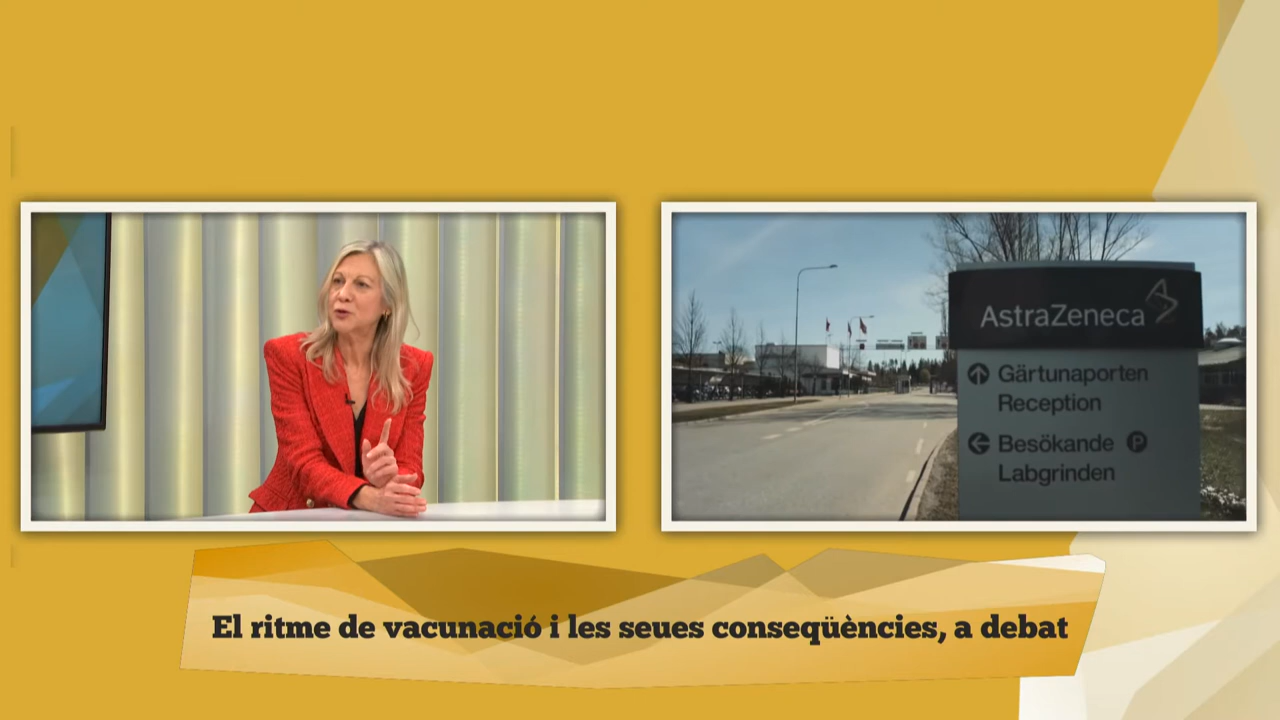 AstraZeneca
Gärtunaporten
Reception
Besökande P
Labgrinden
El ritme de vacunació i les seues conseqüències, a debat